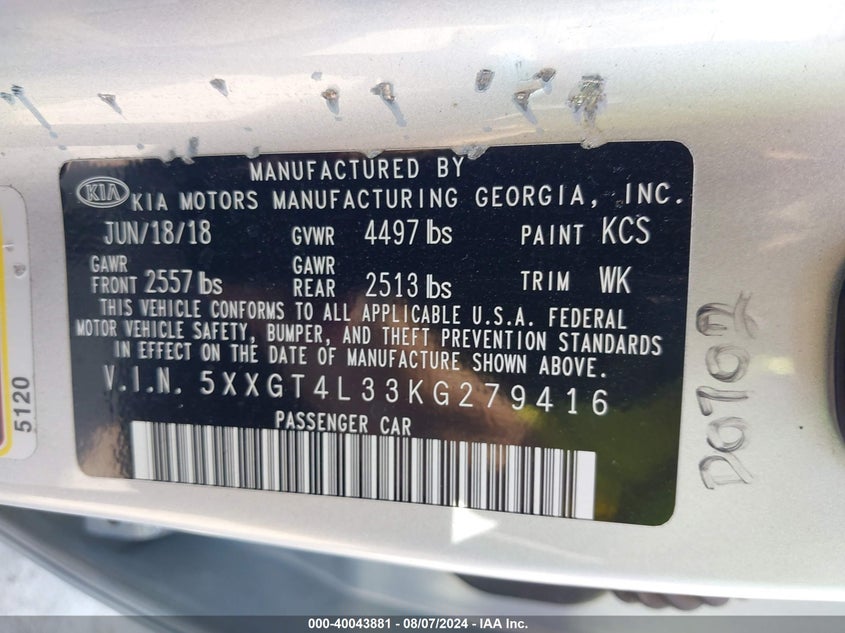 MANUFACTURED BY
KIA KIA MOTORS MANUFACTURING GEORGIA, INC.
JUN/18/18 GVWR 4497 lbs PAINT KCS
GAWR FRONT 2557 lbs GAWR REAR 2513 lbs TRIM WK
THIS VEHICLE CONFORMS TO ALL APPLICABLE U.S.A. FEDERAL
MOTOR VEHICLE SAFETY, BUMPER, AND THEFT PREVENTION STANDARDS
IN EFFECT ON THE DATE OF MANUFACTURE SHOWN ABOVE.
V.I.N. 5XXGT4L33KG279416
PASSENGER CAR
5120
D0702
000-40043881 — 08/07/2024 — IAA Inc.